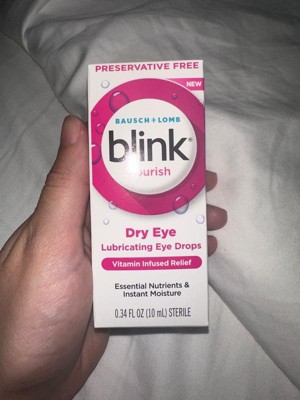 PRESERVATIVE FREE
NEW
BAUSCH + LOMB
blink®
ourish
Dry Eye
Lubricating Eye Drops
Vitamin Infused Relief
Essential Nutrients &
Instant Moisture
0.34 FL OZ (10 mL) STERILE